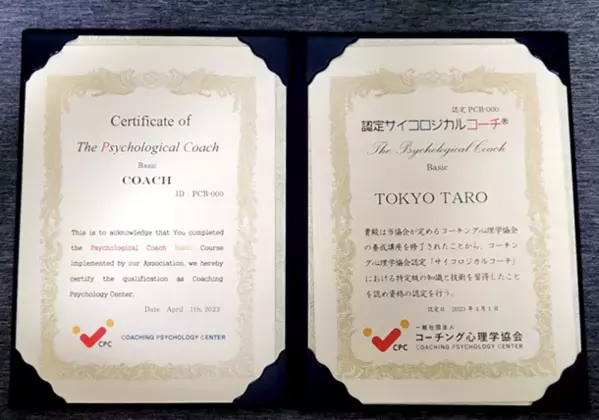 Certificate of
The Psychological Coach
Basic
COACH
ID PCB-000
This is to acknowledge that You completed
the Psychological Coach Basic Course
implemented by our Association, we hereby
certify the qualification as Coaching
Psychology Center.
Date April 1th, 2023
CPC
COACHING PSYCHOLOGY CENTER
認定 PCB-000
認定サイコロジカルコーチ®
The Psychological Coach
Basic
TOKYO TARO
貴殿は当協会が定めるコーチング心理学協会
の養成講座を修了されたことから、コーチン
グ心理学協会認定「サイコロジカルコーチ」
における特定級の知識と技術を習得したこと
を認め資格の認定を行う。
認定日 2023年4月1日
CPC
一般社団法人
コーチング心理学協会
COACHING PSYCHOLOGY CENTER